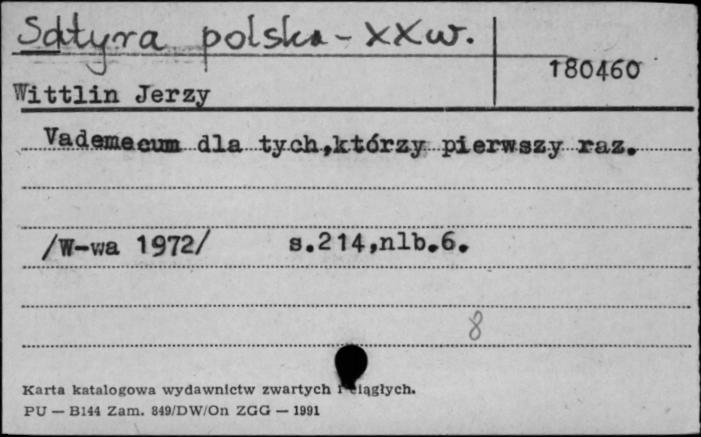 Satyra polska - XX w.
180460
Wittlin Jerzy
Vademecum dla tych,którzy pierwszy raz.
/W-wa 1972/ s.214,nlb.6.
8
Karta katalogowa wydawnictw zwartych i ciągłych.
PU — B144 Zam. 849/DW/On ZGG — 1991